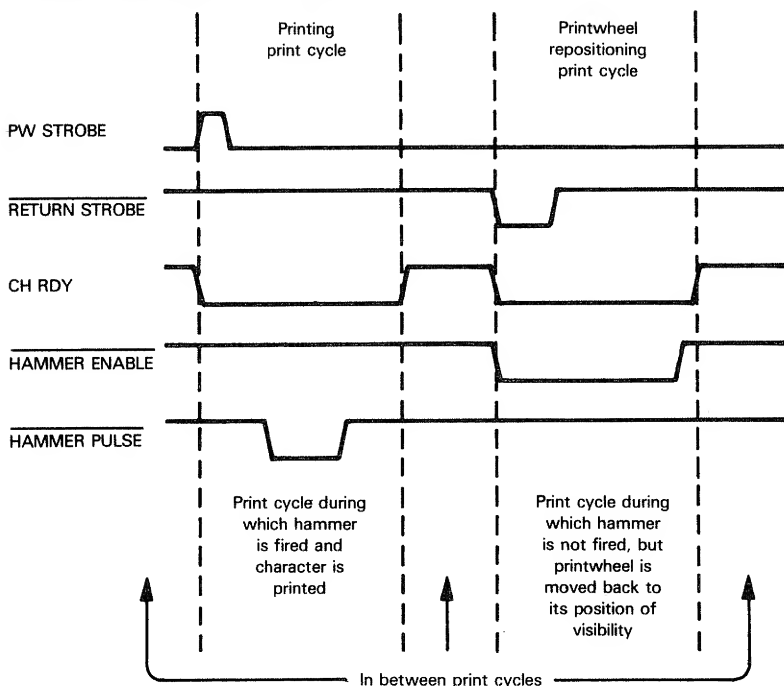 Printing
print cycle
Printwheel
repositioning
print cycle
PW STROBE
RETURN STROBE
CH RDY
HAMMER ENABLE
HAMMER PULSE
Print cycle during
which hammer
is fired and
character is
printed
Print cycle during
which hammer
is not fired, but
printwheel is
moved back to
its position of
visibility
In between print cycles